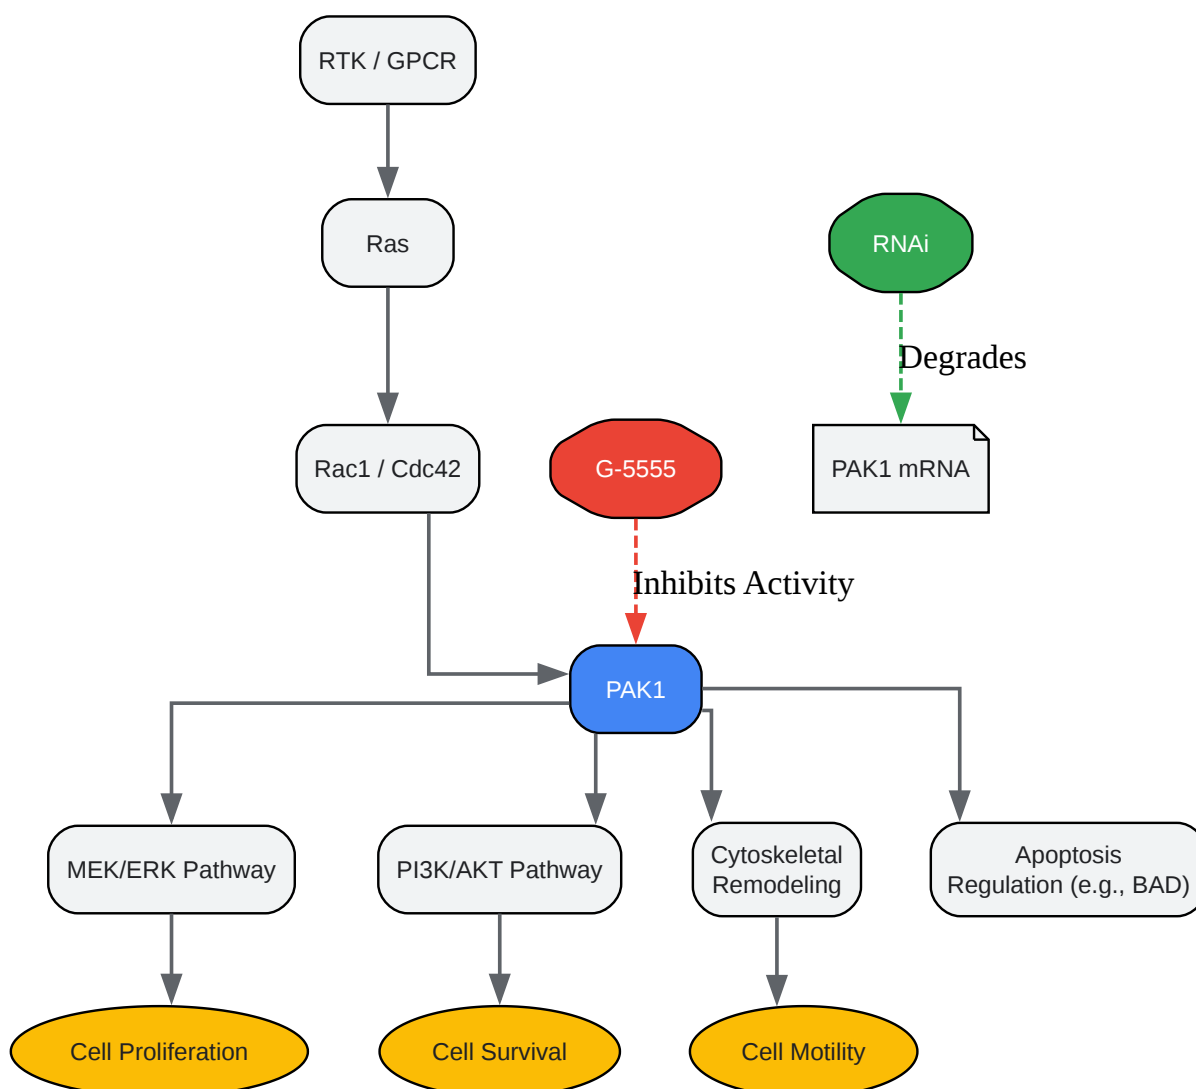 RTK / GPCR
Ras
RNAi
Degrades
Rac1 / Cdc42
G-5555
PAK1 mRNA
Inhibits Activity
PAK1
MEK/ERK Pathway
PI3K/AKT Pathway
Cytoskeletal
Remodeling
Apoptosis
Regulation (e.g., BAD)
Cell Proliferation
Cell Survival
Cell Motility